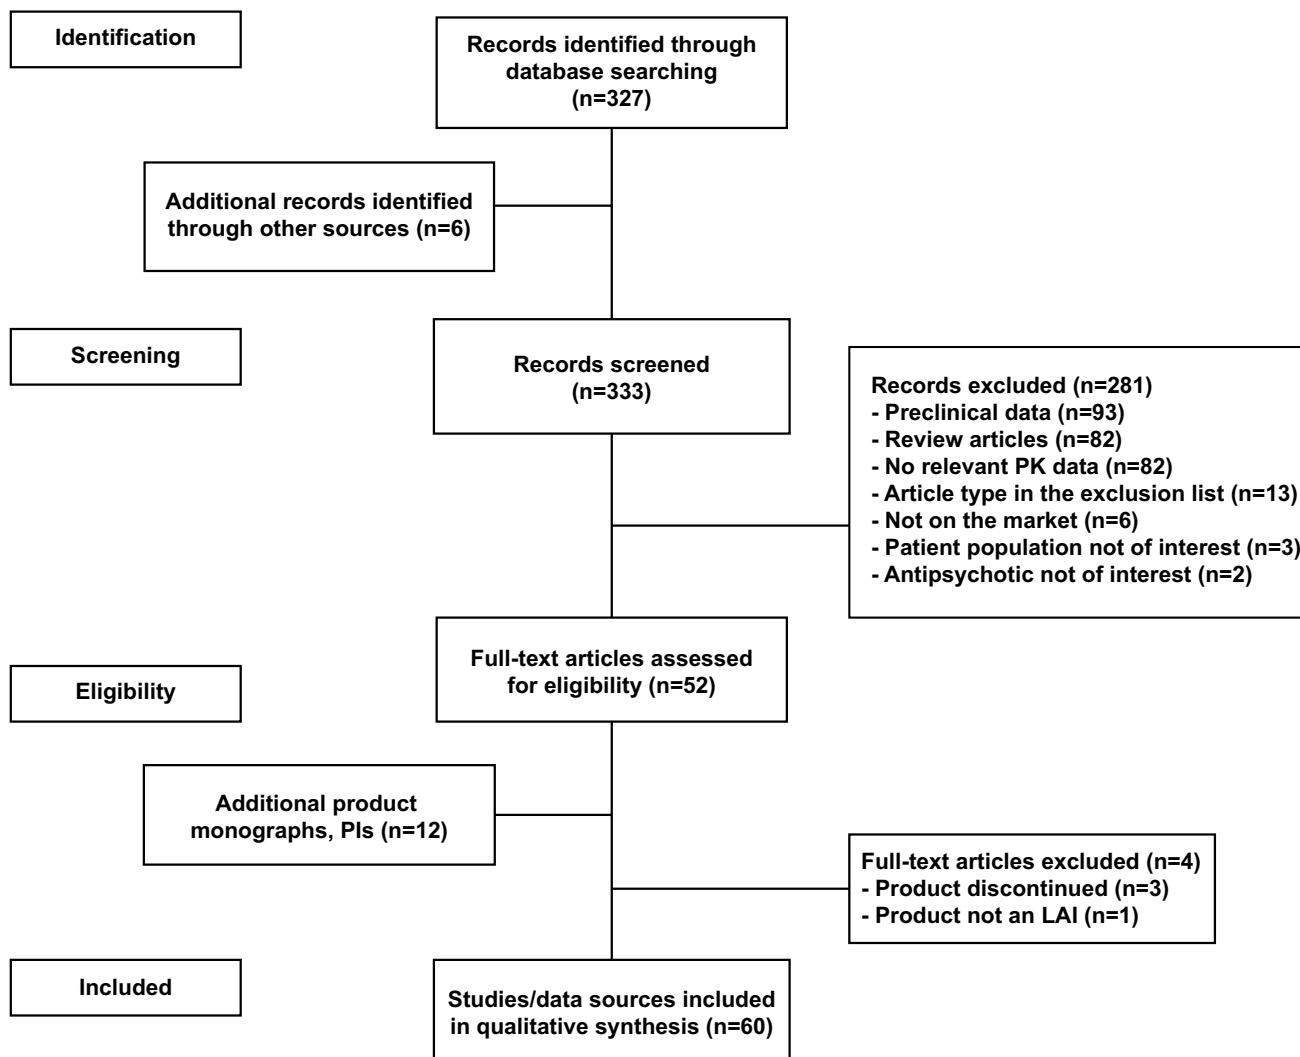 Identification
Records identified through
database searching
(n=327)
Additional records identified
through other sources (n=6)
Screening
Records screened
(n=333)
Records excluded (n=281)
- Preclinical data (n=93)
- Review articles (n=82)
- No relevant PK data (n=82)
- Article type in the exclusion list (n=13)
- Not on the market (n=6)
- Patient population not of interest (n=3)
- Antipsychotic not of interest (n=2)
Eligibility
Full-text articles assessed
for eligibility (n=52)
Additional product
monographs, PIs (n=12)
Full-text articles excluded (n=4)
- Product discontinued (n=3)
- Product not an LAI (n=1)
Included
Studies/data sources included
in qualitative synthesis (n=60)